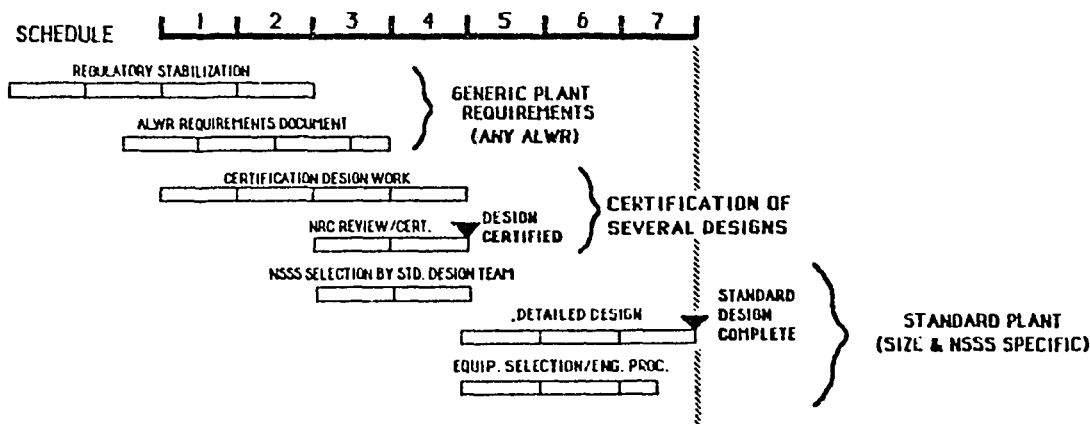 SCHEDULE
1 2 3 4 5 6 7
REGULATORY STABILIZATION
ALWR REQUIREMENTS DOCUMENT
GENERIC PLANT
REQUIREMENTS
(ANY ALWR)
CERTIFICATION DESIGN WORK
NRC REVIEW/CERT.
DESIGN
CERTIFIED
CERTIFICATION OF
SEVERAL DESIGNS
NSSS SELECTION BY STD. DESIGN TEAM
.DETAILED DESIGN
STANDARD
DESIGN
COMPLETE
EQUIP. SELECTION/ENG. PROC.
STANDARD PLANT
(SIZE & NSSS SPECIFIC)